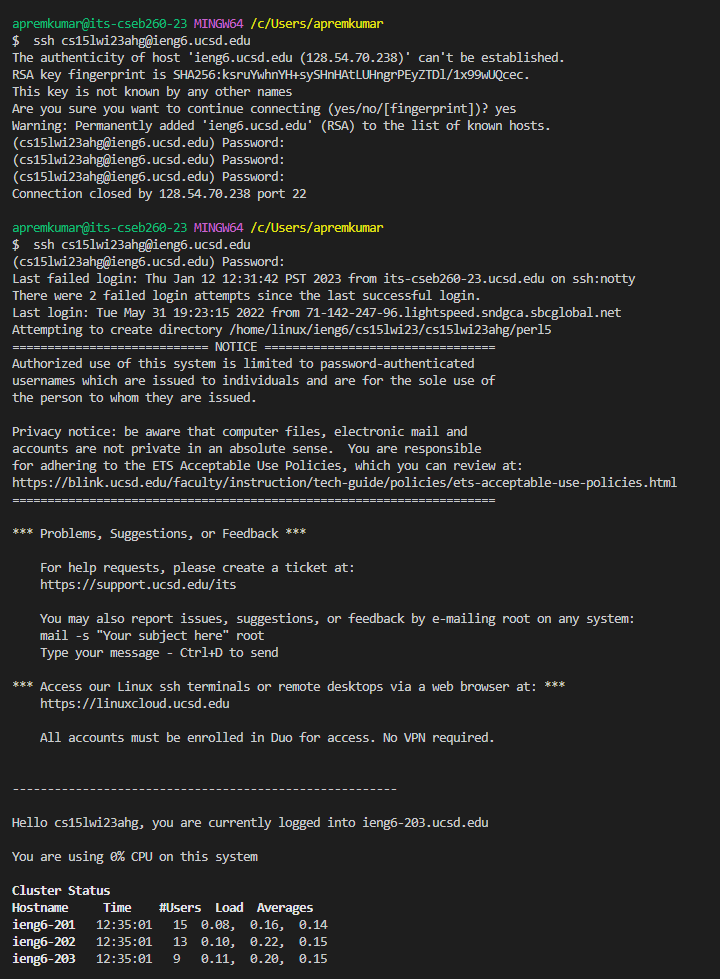 apremkumar@its-cseb260-23 MINGW64 /c/Users/apremkumar
$  ssh cs15lwi23ahg@ieng6.ucsd.edu
The authenticity of host 'ieng6.ucsd.edu (128.54.70.238)' can't be established.
RSA key fingerprint is SHA256:ksruYwhnYH+sySHnHAtLUHngrPEyZTDl/1x99wUQcec.
This key is not known by any other names
Are you sure you want to continue connecting (yes/no/[fingerprint])? yes
Warning: Permanently added 'ieng6.ucsd.edu' (RSA) to the list of known hosts.
(cs15lwi23ahg@ieng6.ucsd.edu) Password:
(cs15lwi23ahg@ieng6.ucsd.edu) Password:
(cs15lwi23ahg@ieng6.ucsd.edu) Password:
Connection closed by 128.54.70.238 port 22
apremkumar@its-cseb260-23 MINGW64 /c/Users/apremkumar
$  ssh cs15lwi23ahg@ieng6.ucsd.edu
(cs15lwi23ahg@ieng6.ucsd.edu) Password:
Last failed login: Thu Jan 12 12:31:42 PST 2023 from its-cseb260-23.ucsd.edu on ssh:notty
There were 2 failed login attempts since the last successful login.
Last login: Tue May 31 19:23:15 2022 from 71-142-247-96.lightspeed.sndgca.sbcglobal.net
Attempting to create directory /home/linux/ieng6/cs15lwi23/cs15lwi23ahg/perl5
============================ NOTICE =================================
Authorized use of this system is limited to password-authenticated
usernames which are issued to individuals and are for the sole use of
the person to whom they are issued.
Privacy notice: be aware that computer files, electronic mail and
accounts are not private in an absolute sense.  You are responsible
for adhering to the ETS Acceptable Use Policies, which you can review at:
https://blink.ucsd.edu/faculty/instruction/tech-guide/policies/ets-acceptable-use-policies.html
=====================================================================
*** Problems, Suggestions, or Feedback ***
For help requests, please create a ticket at:
https://support.ucsd.edu/its
You may also report issues, suggestions, or feedback by e-mailing root on any system:
mail -s "Your subject here" root
Type your message - Ctrl+D to send
*** Access our Linux ssh terminals or remote desktops via a web browser at: ***
https://linuxcloud.ucsd.edu
All accounts must be enrolled in Duo for access. No VPN required.
-------------------------------------------------------
Hello cs15lwi23ahg, you are currently logged into ieng6-203.ucsd.edu
You are using 0% CPU on this system
Cluster Status
Hostname     Time    #Users  Load  Averages
ieng6-201   12:35:01   15  0.08,  0.16,  0.14
ieng6-202   12:35:01   13  0.10,  0.22,  0.15
ieng6-203   12:35:01   9   0.11,  0.20,  0.15